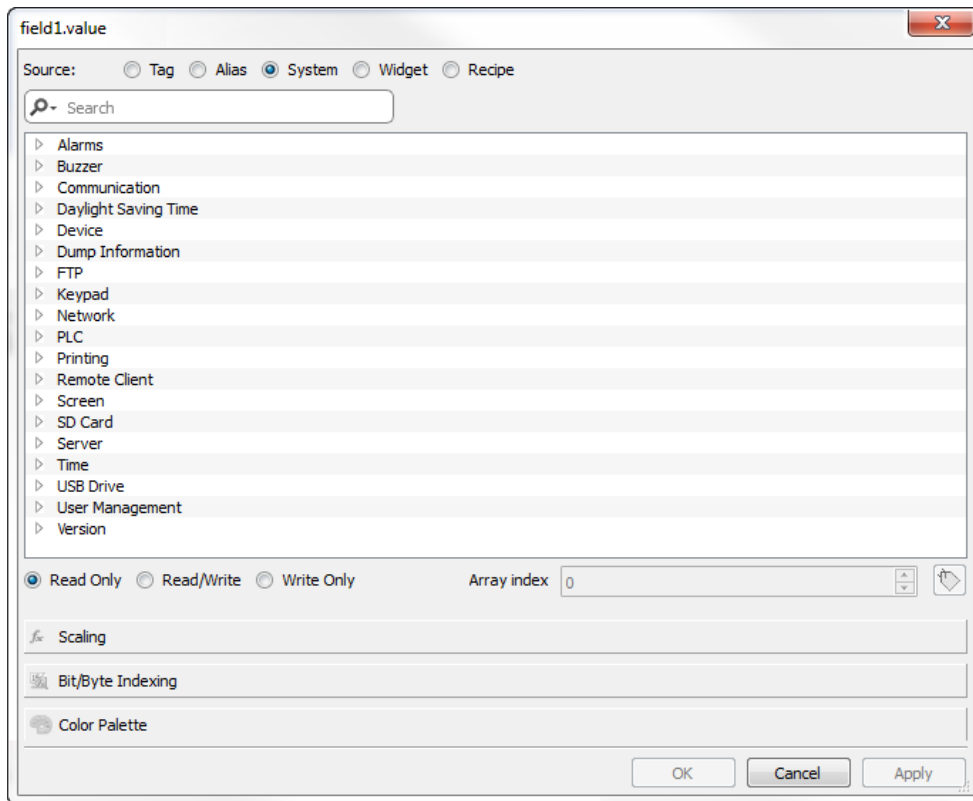 field1.value
Source: Tag Alias System Widget Recipe
Search
Alarms
Buzzer
Communication
Daylight Saving Time
Device
Dump Information
FTP
Keypad
Network
PLC
Printing
Remote Client
Screen
SD Card
Server
Time
USB Drive
User Management
Version
Read Only Read/Write Write Only Array index 0
Scaling
Bit/Byte Indexing
Color Palette
OK Cancel Apply